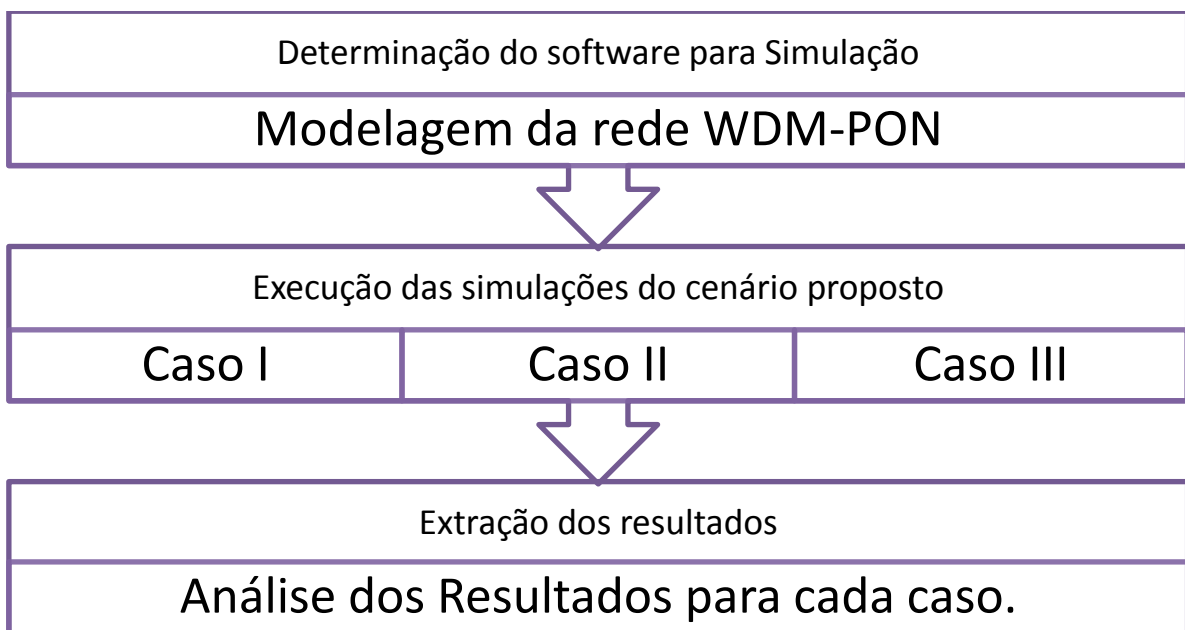 Determinação do software para Simulação
Modelagem da rede WDM-PON
Execução das simulações do cenário proposto
Caso I
Caso II
Caso III
Extração dos resultados
Análise dos Resultados para cada caso.